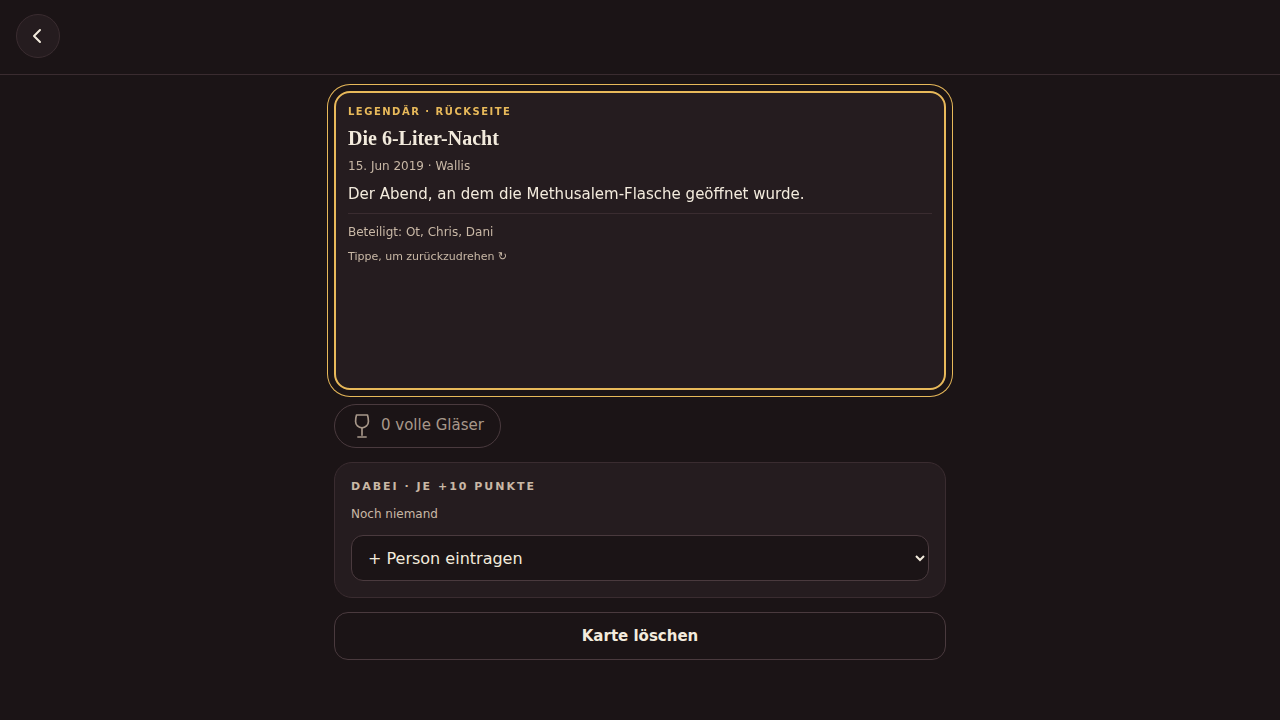 LEGENDÄR · RÜCKSEITE
Die 6-Liter-Nacht
15. Jun 2019 · Wallis
Der Abend, an dem die Methusalem-Flasche geöffnet wurde.
Beteiligt: Ot, Chris, Dani
Tippe, um zurückzudrehen ↻
0 volle Gläser
DABEI · JE +10 PUNKTE
Noch niemand
+ Person eintragen
Karte löschen